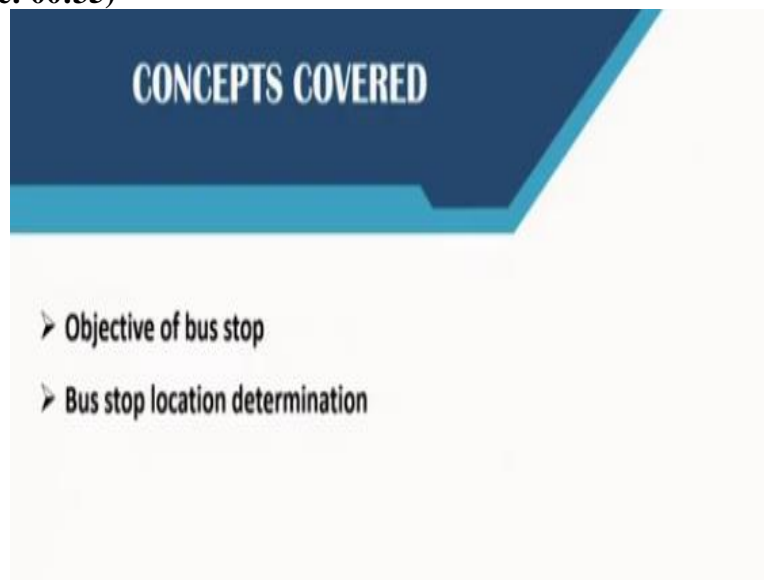 CONCEPTS COVERED
➤ Objective of bus stop
➤ Bus stop location determination